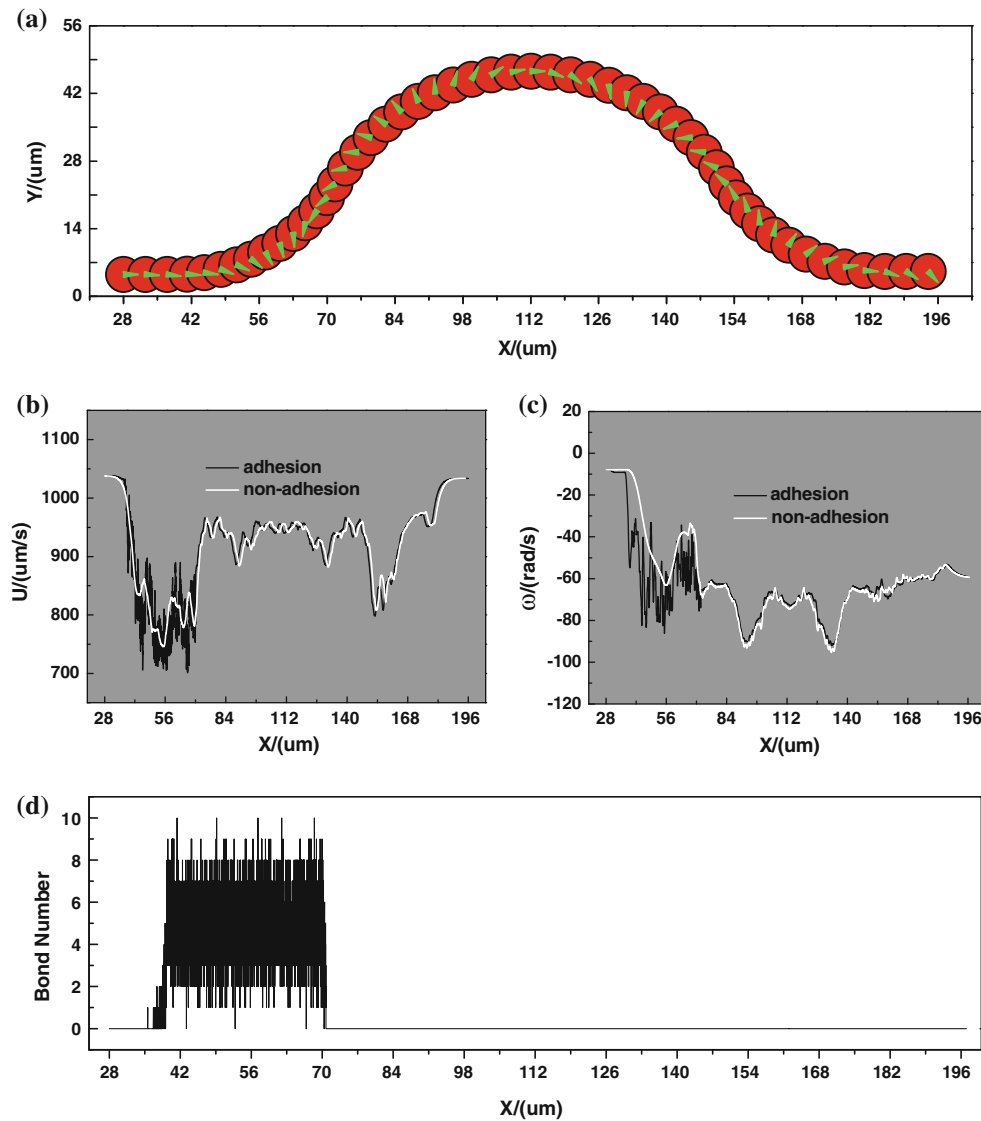 (a)
56
42
28
14
0
Y/(um)
28 42 56 70 84 98 112 126 140 154 168 182 196
X/(um)
(b)
1100
1000
900
800
700
U/(um/s)
adhesion
non-adhesion
28 56 84 112 140 168 196
X/(um)
(c)
20
0
-20
-40
-60
-80
-100
-120
ω/(rad/s)
adhesion
non-adhesion
28 56 84 112 140 168 196
X/(um)
(d)
10
8
6
4
2
0
Bond Number
28 42 56 70 84 98 112 126 140 154 168 182 196
X/(um)